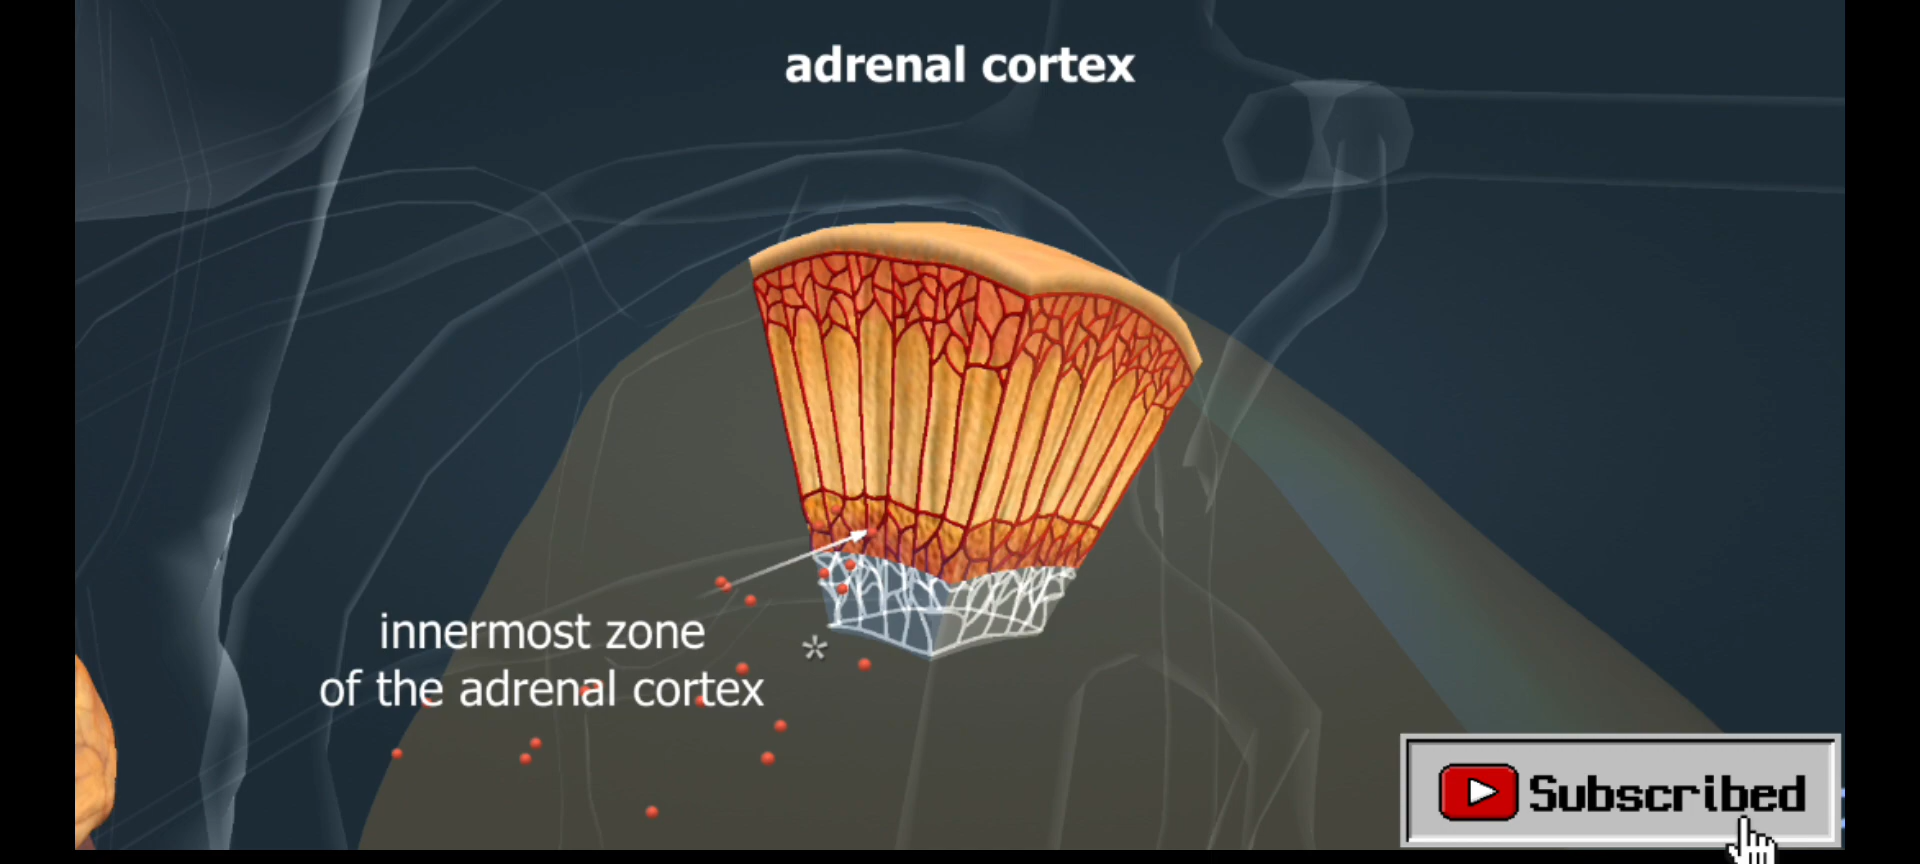 adrenal cortex
innermost zone
of the adrenal cortex
*
Subscribed